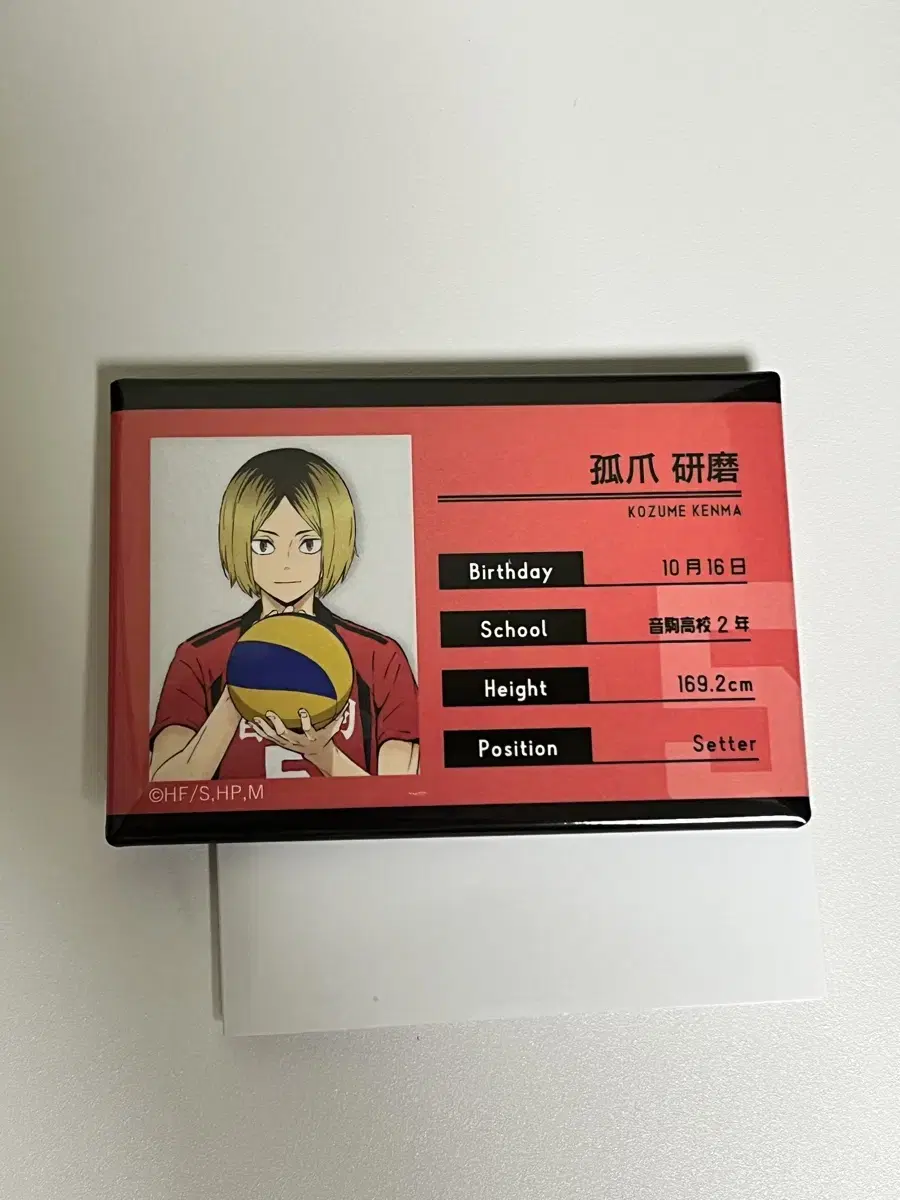 孤爪 研磨
KOZUME KENMA
Birthday 10月16日
School 音駒高校2年
Height 169.2cm
Position Setter
5
©HF/S,HP,M